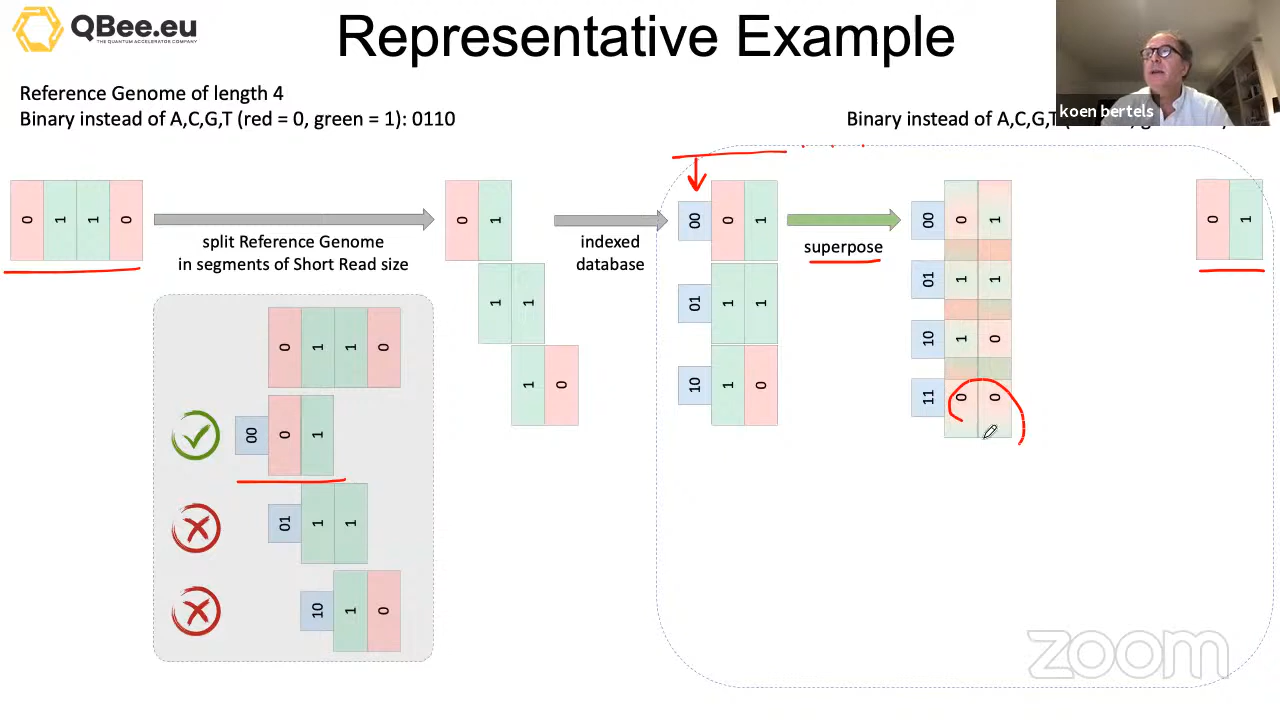 QBee.eu
THE QUANTUM ACCELERATOR COMPANY
Representative Example
koen bertels
Reference Genome of length 4
Binary instead of A,C,G,T (red = 0, green = 1): 0110
Binary instead of A,C,G,T
0 1 1 0
split Reference Genome
in segments of Short Read size
0 1
1 1
1 0
indexed
database
00 0 1
01 1 1
10 1 0
superpose
00 0 1
01 1 1
10 1 0
11 0 0
0 1
0 1 1 0
00 0 1
01 1 1
10 1 0
zoom